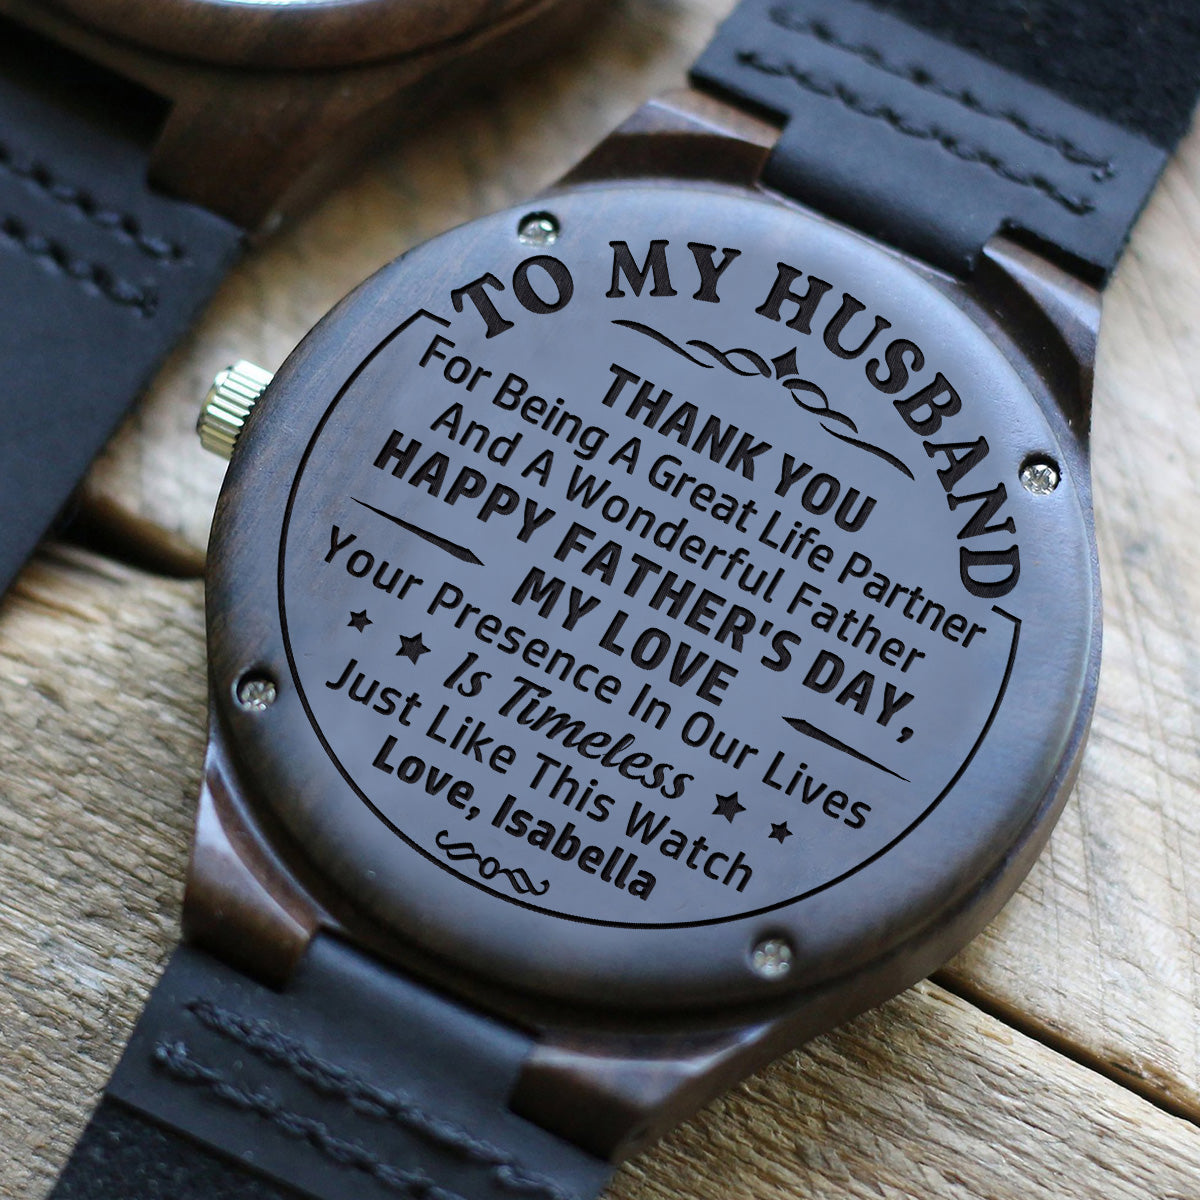 TO MY HUSBAND
THANK YOU
For Being A Great Life Partner
And A Wonderful Father
HAPPY FATHER'S DAY,
MY LOVE
Your Presence In Our Lives
Is Timeless
Just Like This Watch
Love, Isabella